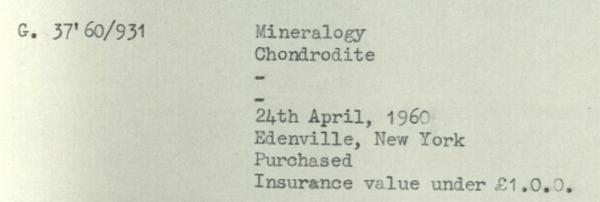 G. 37'60/931 Mineralogy
Chondrodite
-
-
24th April, 1960
Edenville, New York
Purchased
Insurance value under £1.0.0.